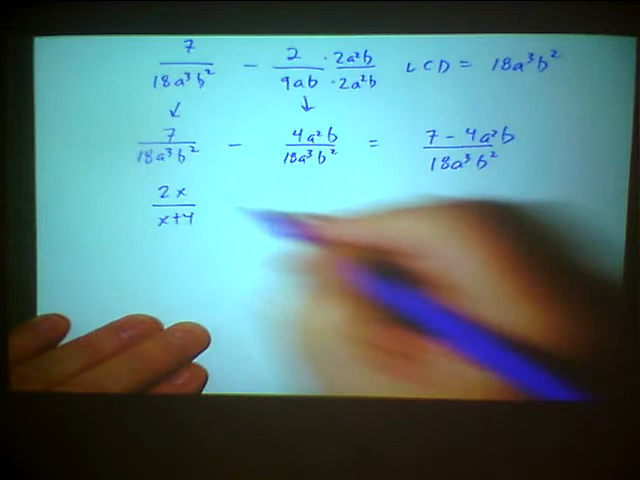 7/(18a³b²) − 2/(9ab) · 2a²b/(· 2a²b) LCD = 18a³b²
↓ ↓
7/(18a³b²) − 4a²b/(18a³b²) = (7 − 4a²b)/(18a³b²)
2x/(x+4)